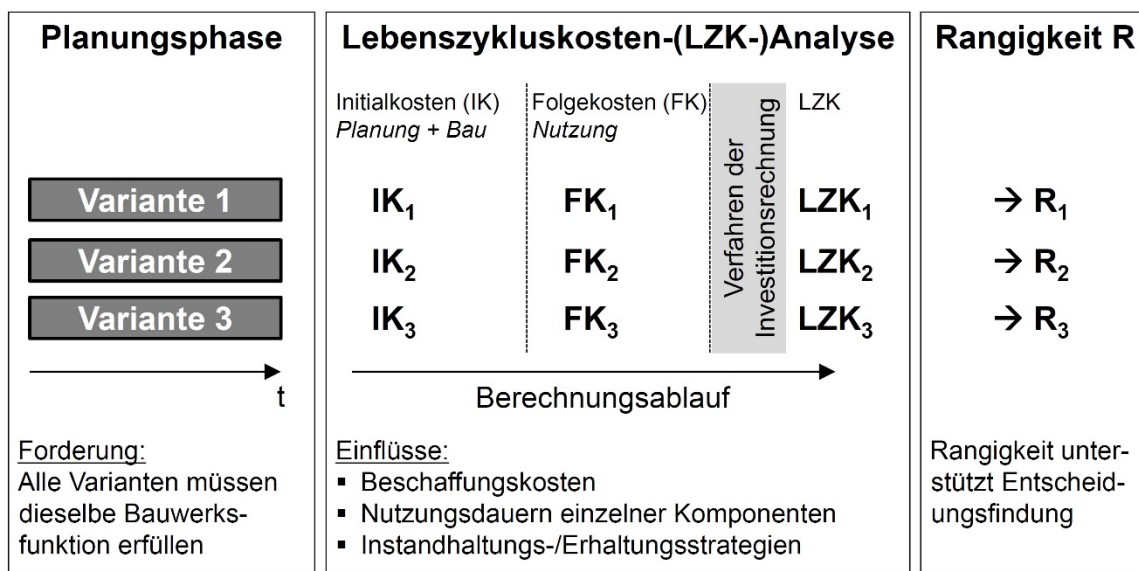 Planungsphase
Variante 1
Variante 2
Variante 3
t
Forderung:
Alle Varianten müssen
dieselbe Bauwerks-
funktion erfüllen
Lebenszykluskosten-(LZK-)Analyse
Initialkosten (IK)
Planung + Bau
Folgekosten (FK)
Nutzung
Verfahren der
Investitionsrechnung
LZK
IK₁ FK₁ LZK₁
IK₂ FK₂ LZK₂
IK₃ FK₃ LZK₃
Berechnungsablauf
Einflüsse:
▪ Beschaffungskosten
▪ Nutzungsdauern einzelner Komponenten
▪ Instandhaltungs-/Erhaltungsstrategien
Rangigkeit R
→ R₁
→ R₂
→ R₃
Rangigkeit unter-
stützt Entscheid-
ungsfindung